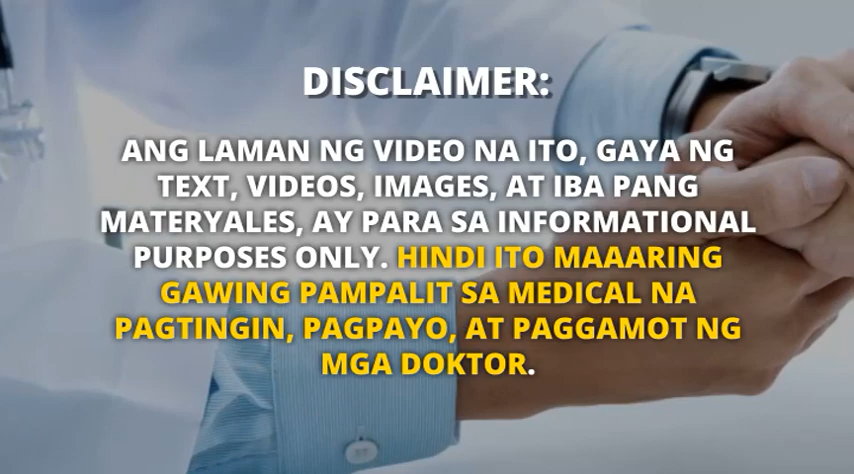 DISCLAIMER:
ANG LAMAN NG VIDEO NA ITO, GAYA NG
TEXT, VIDEOS, IMAGES, AT IBA PANG
MATERYALES, AY PARA SA INFORMATIONAL
PURPOSES ONLY. HINDI ITO MAAARING
GAWING PAMPALIT SA MEDICAL NA
PAGTINGIN, PAGPAYO, AT PAGGAMOT NG
MGA DOKTOR.